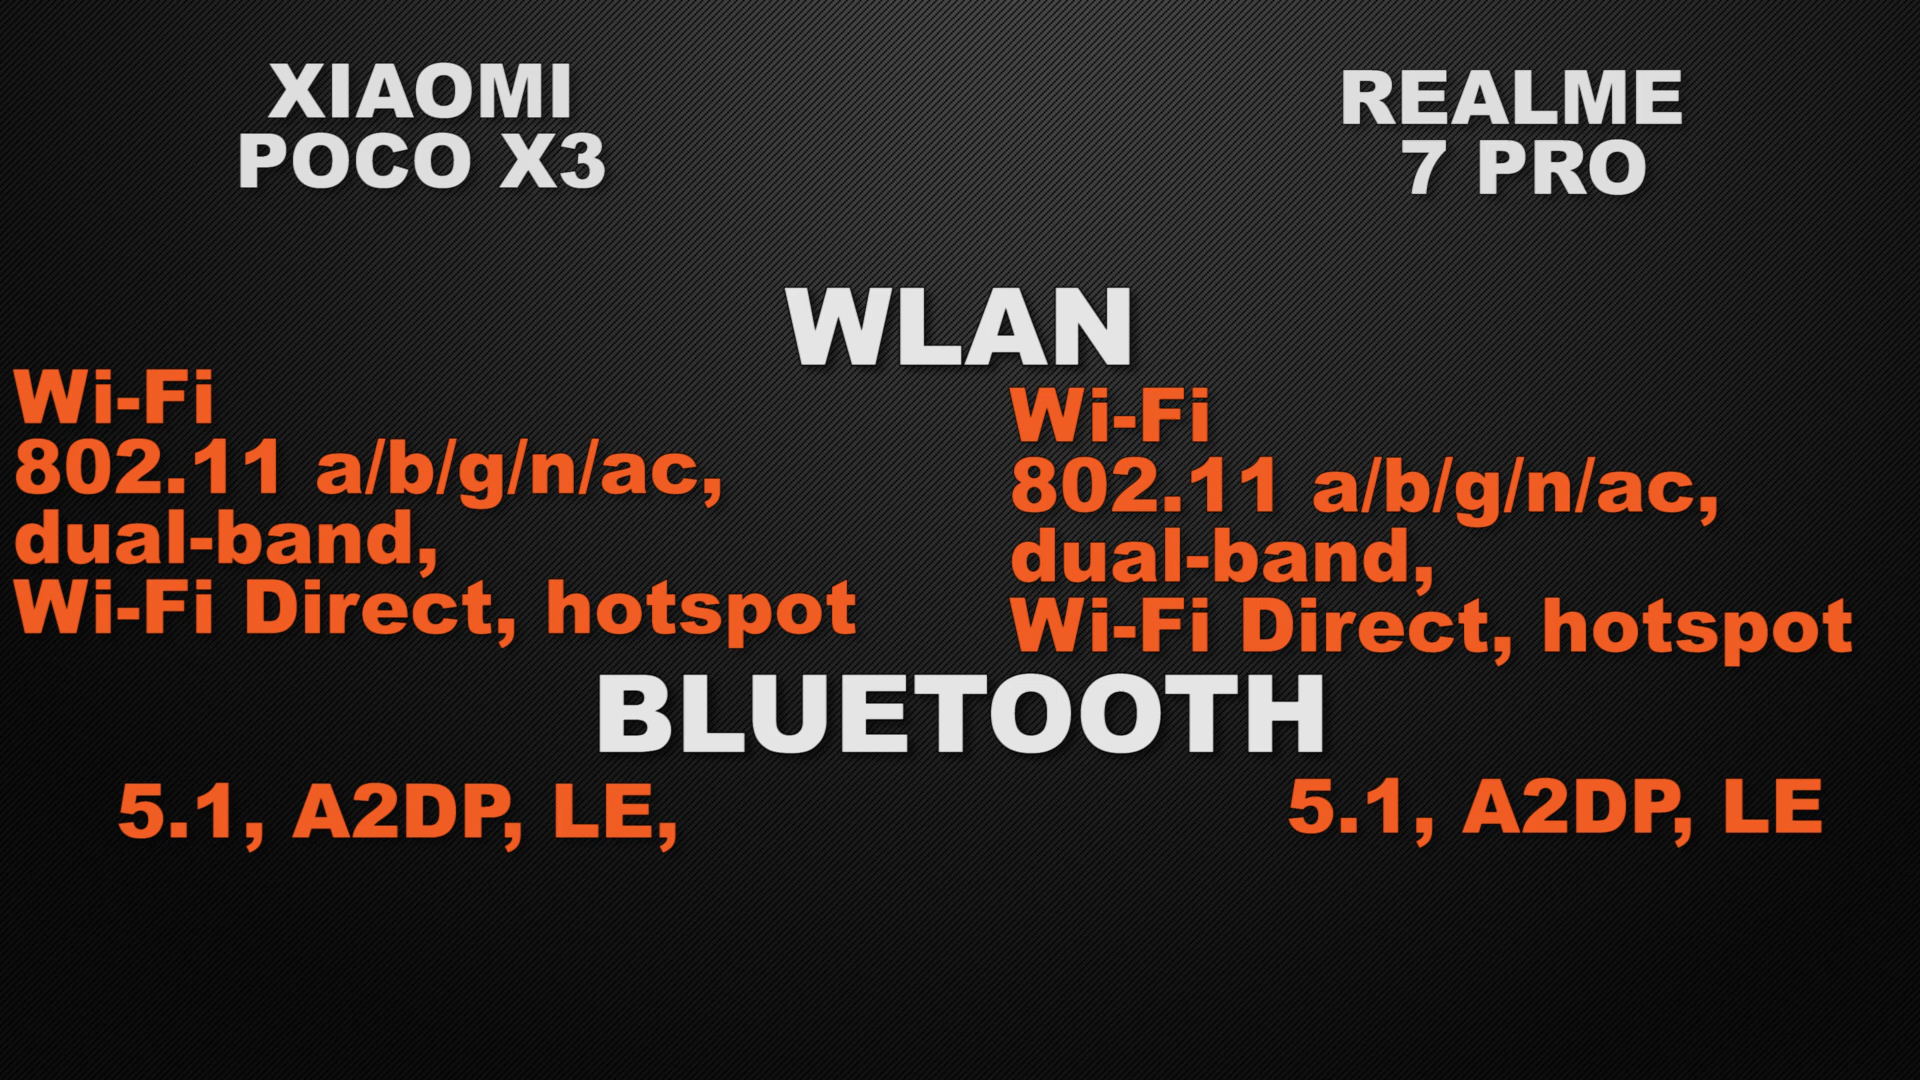 XIAOMI
POCO X3
REALME
7 PRO
WLAN
Wi-Fi
802.11 a/b/g/n/ac,
dual-band,
Wi-Fi Direct, hotspot
Wi-Fi
802.11 a/b/g/n/ac,
dual-band,
Wi-Fi Direct, hotspot
BLUETOOTH
5.1, A2DP, LE,
5.1, A2DP, LE